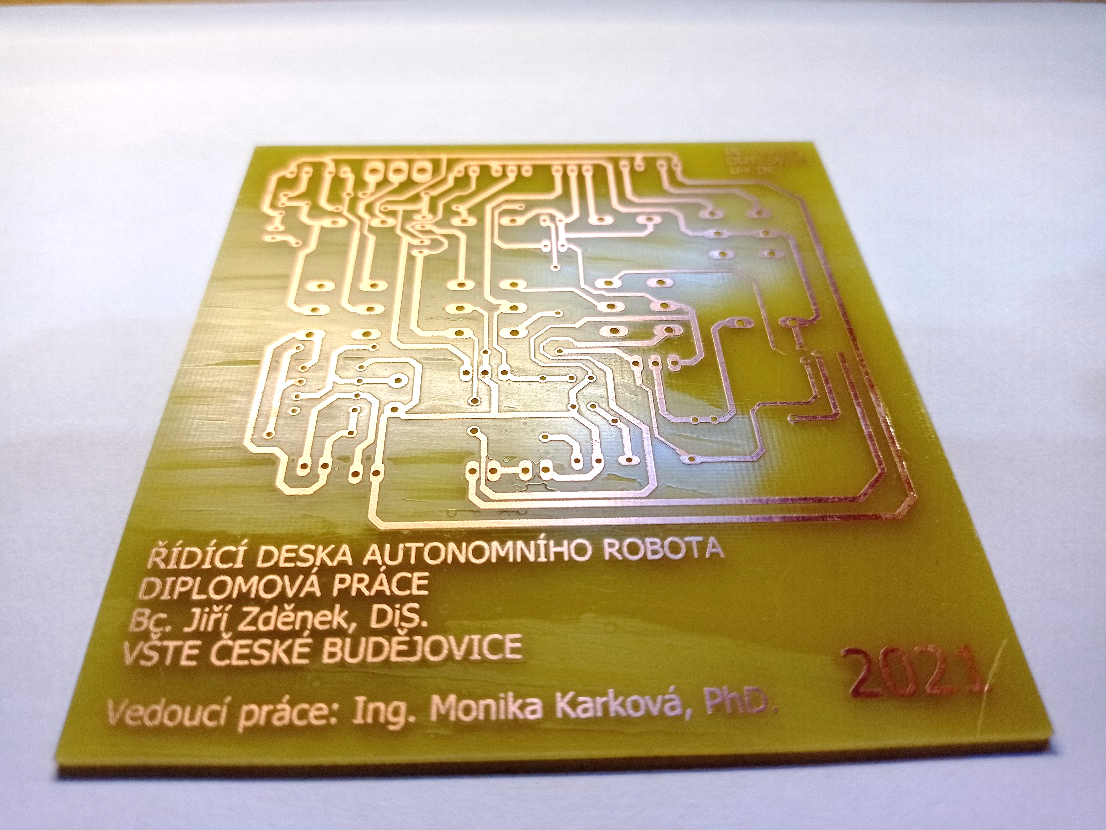 ŘÍDÍCÍ DESKA AUTONOMNÍHO ROBOTA
DIPLOMOVÁ PRÁCE
Bc. Jiří Zděnek, DiS.
VŠTE ČESKÉ BUDĚJOVICE
Vedoucí práce: Ing. Monika Karková, PhD.
2021